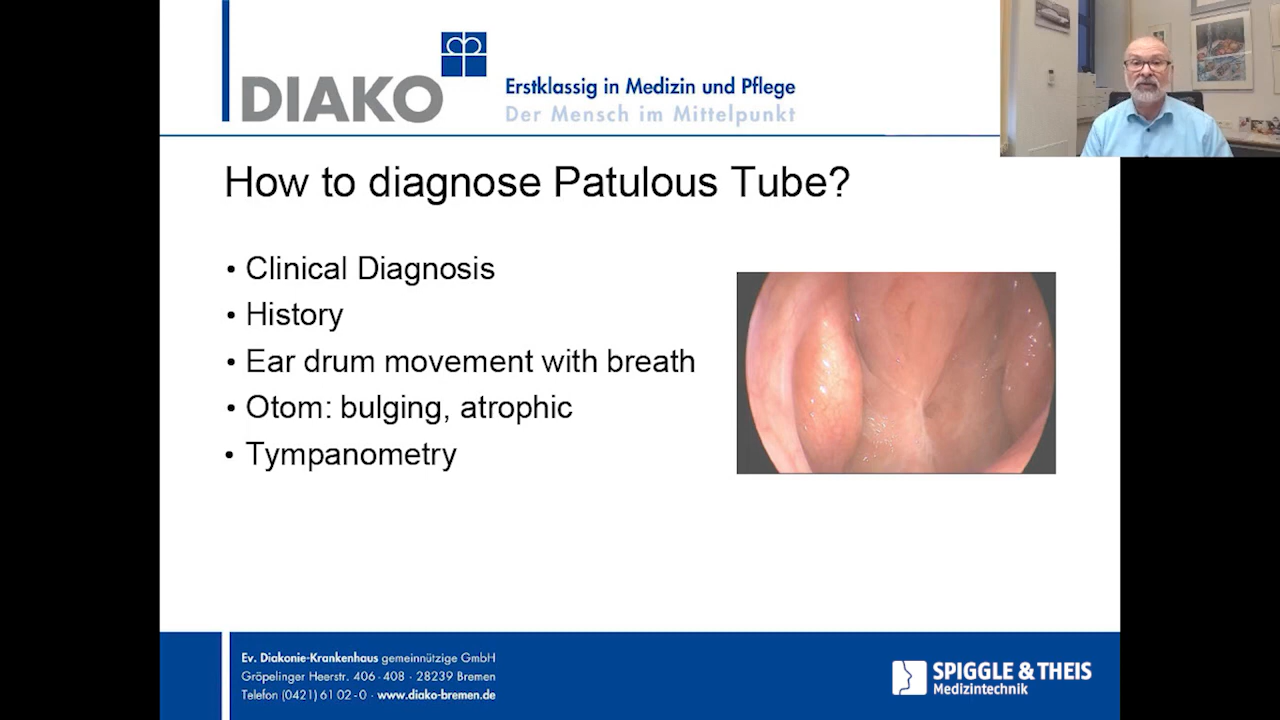 DIAKO
Erstklassig in Medizin und Pflege
Der Mensch im Mittelpunkt
How to diagnose Patulous Tube?
• Clinical Diagnosis
• History
• Ear drum movement with breath
• Otom: bulging, atrophic
• Tympanometry
Ev. Diakonie-Krankenhaus gemeinnützige GmbH
Gröpelinger Heerstr. 406 - 408 · 28239 Bremen
Telefon (0421) 61 02 - 0 · www.diako-bremen.de
SPIGGLE & THEIS
Medizintechnik